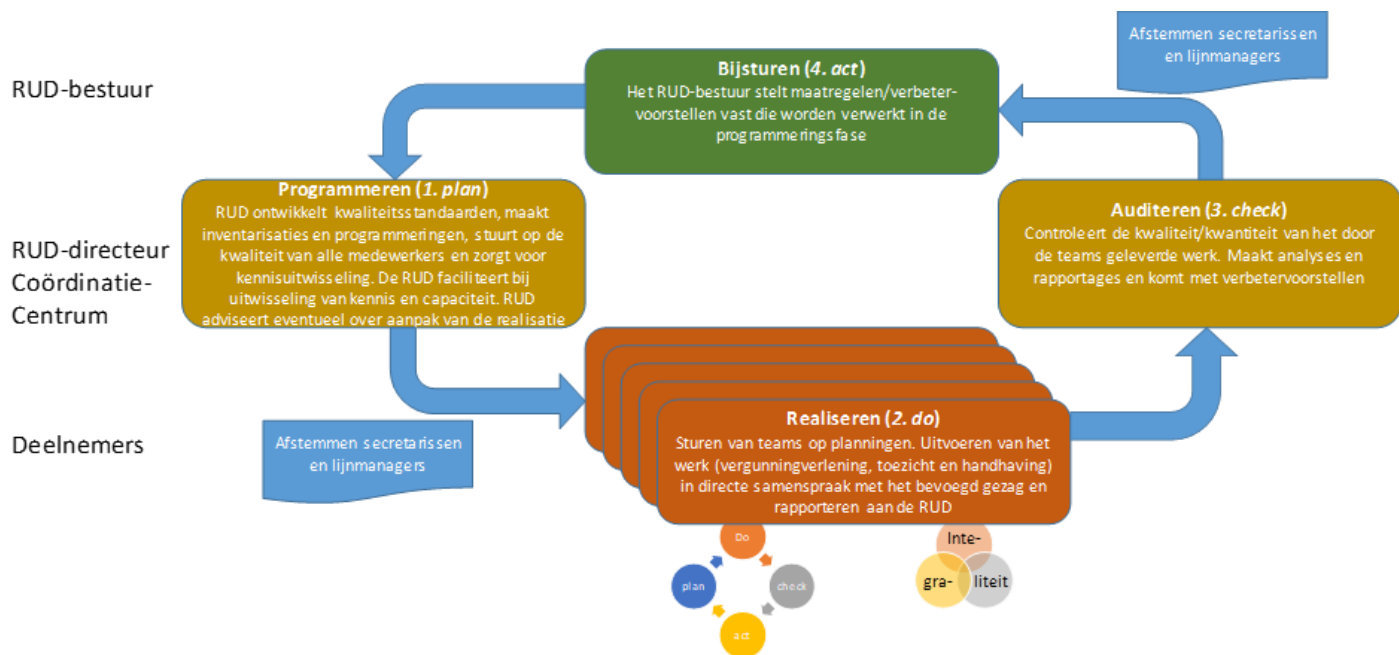 RUD-bestuur
Bijsturen (4. act)
Het RUD-bestuur stelt maatregelen/verbeter-
voorstellen vast die worden verwerkt in de
programmeringsfase
Afstemmen secretarissen
en lijnmanagers
RUD-directeur
Coördinatie-
Centrum
Programmeren (1. plan)
RUD ontwikkelt kwaliteitsstandaarden, maakt
inventarisaties en programmeringen, stuurt op de
kwaliteit van alle medewerkers en zorgt voor
kennisuitwisseling. De RUD faciliteert bij
uitwisseling van kennis en capaciteit. RUD
adviseert eventueel over aanpak van de realisatie
Auditeren (3. check)
Controleert de kwaliteit/kwantiteit van het door
de teams geleverde werk. Maakt analyses en
rapportages en komt met verbetervoorstellen
Deelnemers
Afstemmen secretarissen
en lijnmanagers
Realiseren (2. do)
Sturen van teams op planningen. Uitvoeren van het
werk (vergunningverlening, toezicht en handhaving)
in directe samenspraak met het bevoegd gezag en
rapporteren aan de RUD
Do
plan
check
act
Inte-
gra-
liteit